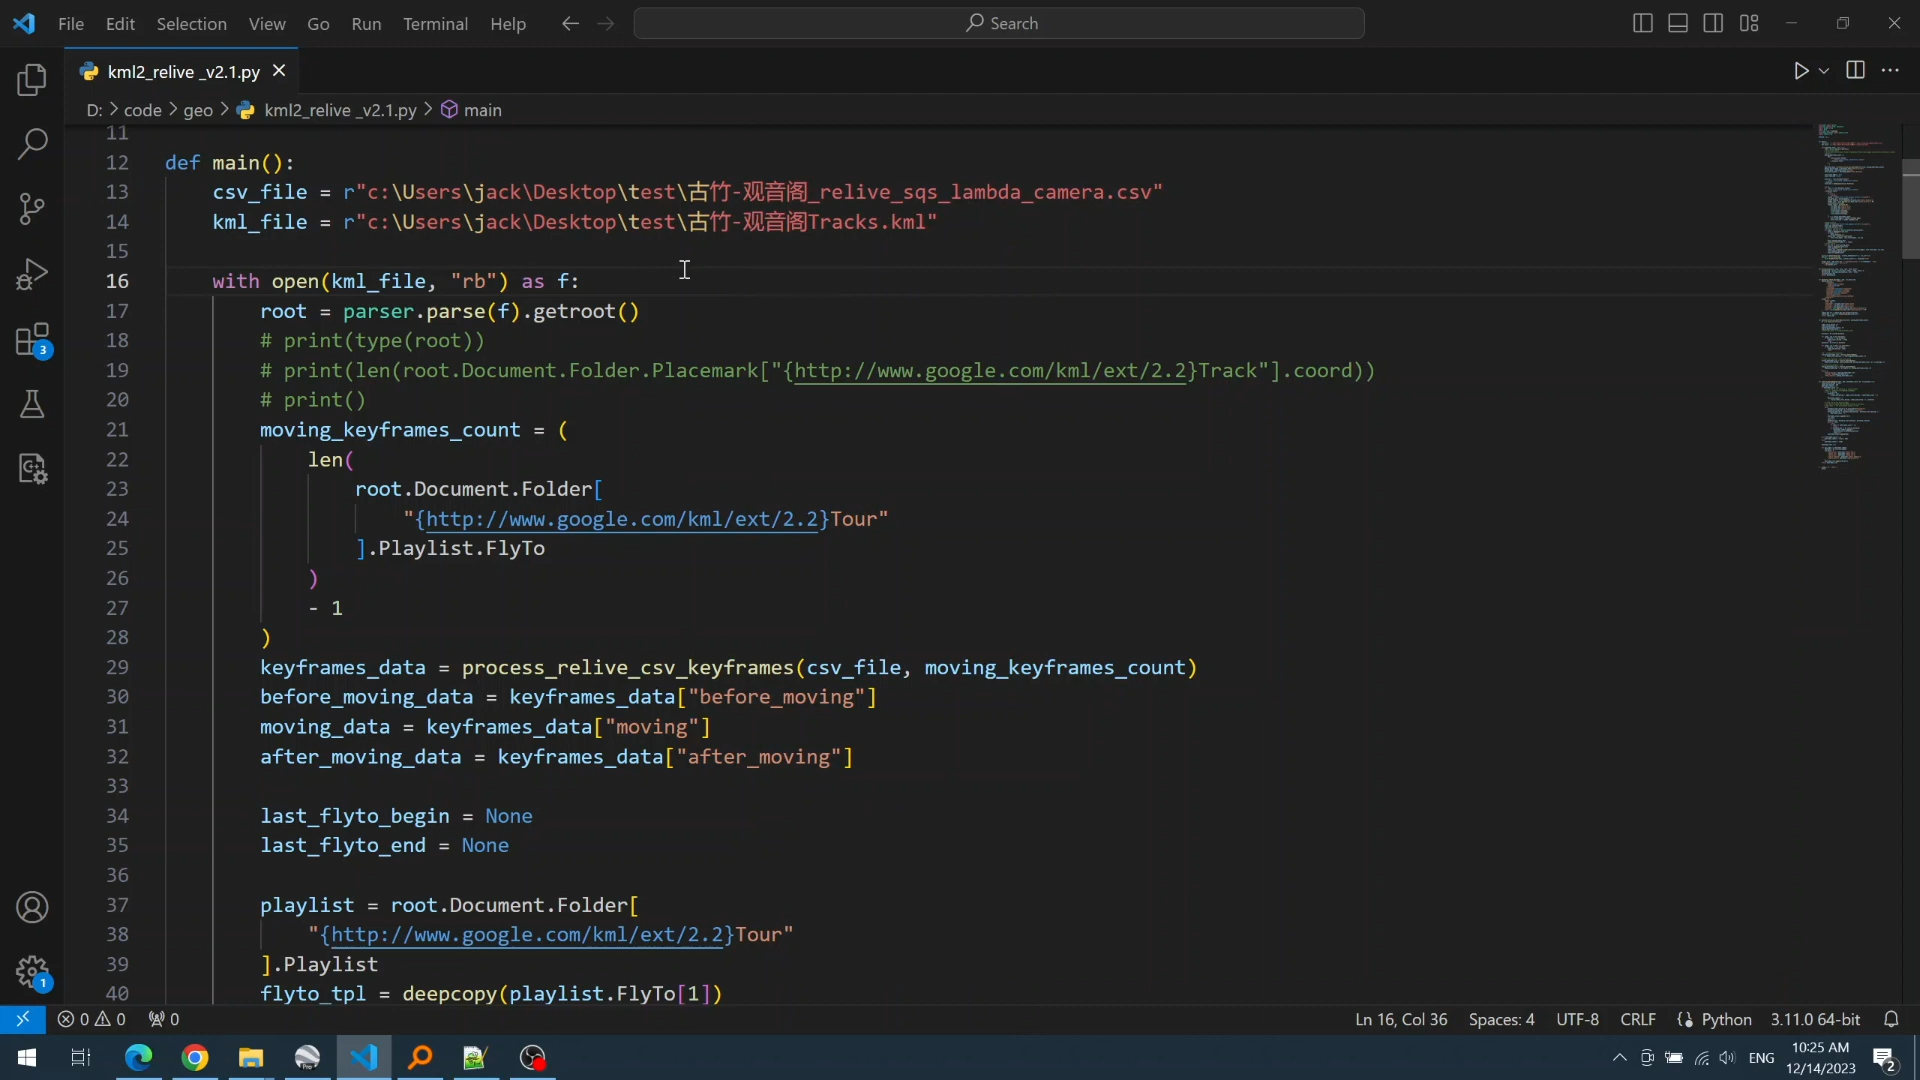 File Edit Selection View Go Run Terminal Help Search
kml2_relive _v2.1.py
D: > code > geo > kml2_relive _v2.1.py > main
11
12 def main():
13 csv_file = r"c:\Users\jack\Desktop\test\古竹-观音阁_relive_sqs_lambda_camera.csv"
14 kml_file = r"c:\Users\jack\Desktop\test\古竹-观音阁Tracks.kml"
15
16 with open(kml_file, "rb") as f:
17 root = parser.parse(f).getroot()
18 # print(type(root))
19 # print(len(root.Document.Folder.Placemark["{http://www.google.com/kml/ext/2.2}Track"].coord))
20 # print()
21 moving_keyframes_count = (
22 len(
23 root.Document.Folder[
24 "{http://www.google.com/kml/ext/2.2}Tour"
25 ].Playlist.FlyTo
26 )
27 - 1
28 )
29 keyframes_data = process_relive_csv_keyframes(csv_file, moving_keyframes_count)
30 before_moving_data = keyframes_data["before_moving"]
31 moving_data = keyframes_data["moving"]
32 after_moving_data = keyframes_data["after_moving"]
33
34 last_flyto_begin = None
35 last_flyto_end = None
36
37 playlist = root.Document.Folder[
38 "{http://www.google.com/kml/ext/2.2}Tour"
39 ].Playlist
40 flyto_tpl = deepcopy(playlist.FlyTo[1])
3
1
0 0 0 Ln 16, Col 36 Spaces: 4 UTF-8 CRLF Python 3.11.0 64-bit
Pro ENG 10:25 AM
12/14/2023 2